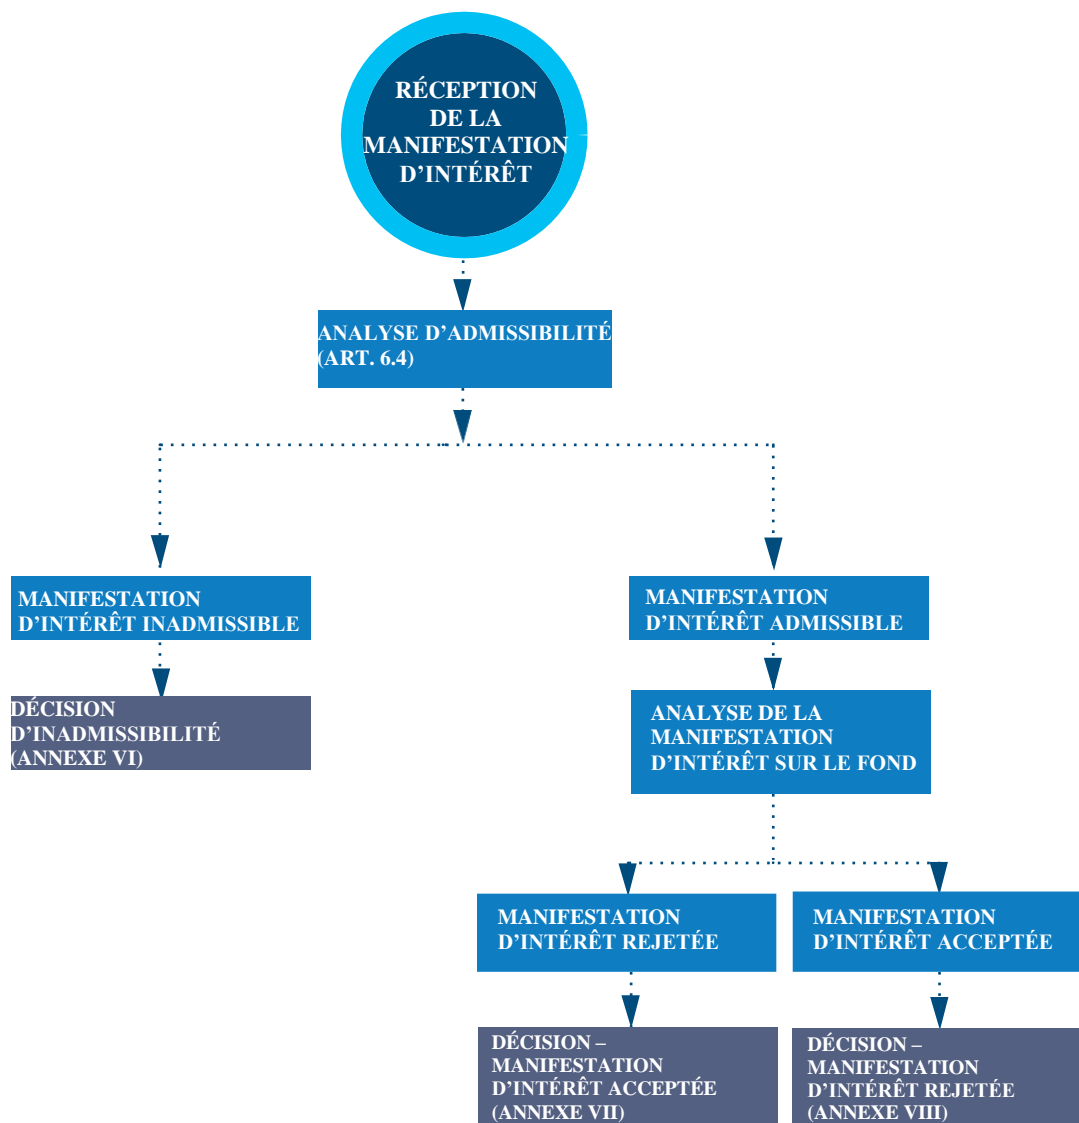 RÉCEPTION
DE LA
MANIFESTATION
D’INTÉRÊT
ANALYSE D’ADMISSIBILITÉ
(ART. 6.4)
MANIFESTATION
D’INTÉRÊT INADMISSIBLE
MANIFESTATION
D’INTÉRÊT ADMISSIBLE
DÉCISION
D’INADMISSIBILITÉ
(ANNEXE VI)
ANALYSE DE LA
MANIFESTATION
D’INTÉRÊT SUR LE FOND
MANIFESTATION
D’INTÉRÊT REJETÉE
MANIFESTATION
D’INTÉRÊT ACCEPTÉE
DÉCISION –
MANIFESTATION
D’INTÉRÊT ACCEPTÉE
(ANNEXE VII)
DÉCISION –
MANIFESTATION
D’INTÉRÊT REJETÉE
(ANNEXE VIII)